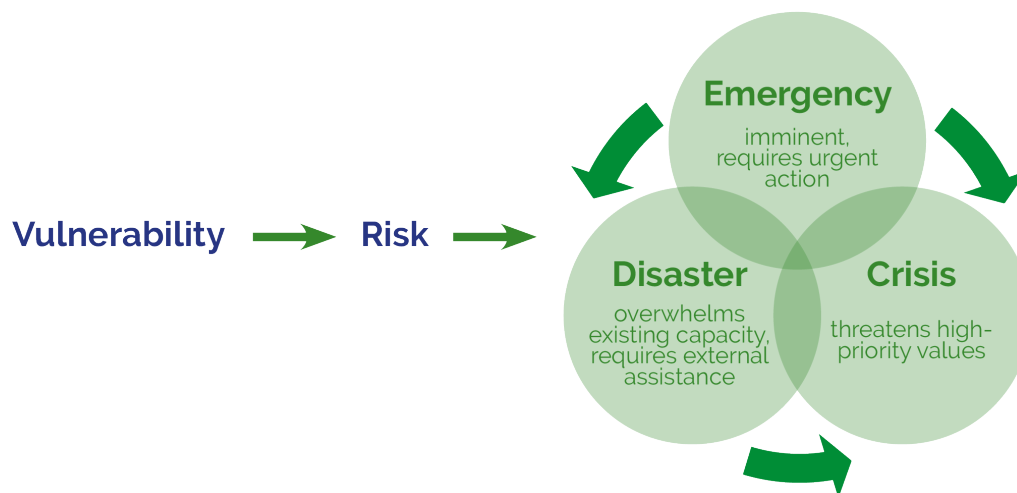 Vulnerability
Risk
Emergency
imminent,
requires urgent
action
Disaster
overwhelms
existing capacity,
requires external
assistance
Crisis
threatens high-
priority values